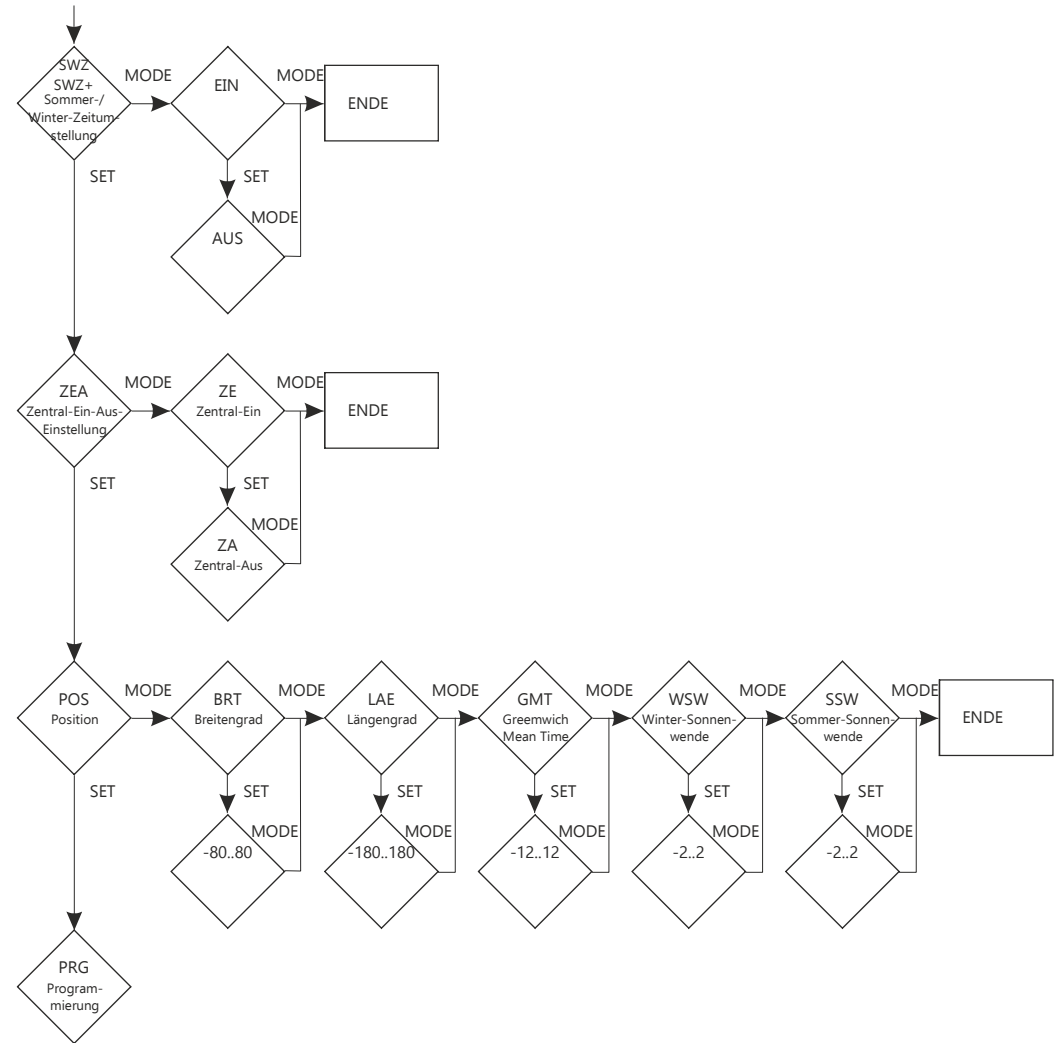 SWZ
SWZ+
Sommer-/
Winter-Zeitum-
stellung
MODE
EIN
MODE
ENDE
SET
SET
AUS
MODE
ZEA
Zentral-Ein-Aus-
Einstellung
MODE
ZE
Zentral-Ein
MODE
ENDE
SET
SET
ZA
Zentral-Aus
MODE
POS
Position
MODE
BRT
Breitengrad
MODE
LAE
Längengrad
MODE
GMT
Greemwich
Mean Time
MODE
WSW
Winter-Sonnen-
wende
MODE
SSW
Sommer-Sonnen-
wende
MODE
ENDE
SET
SET
SET
SET
SET
SET
-80..80
MODE
-180..180
MODE
-12..12
MODE
-2..2
MODE
-2..2
MODE
PRG
Program-
mierung